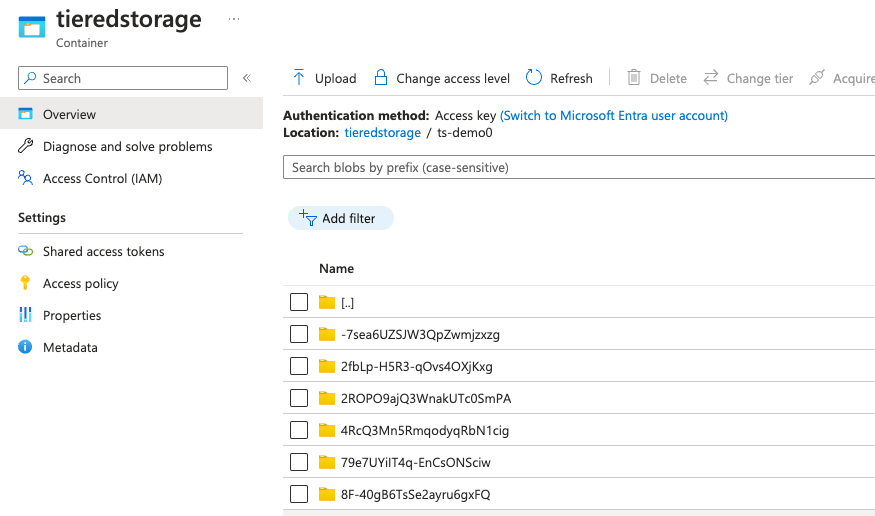 tieredstorage ...
Container
Search «
Overview
Diagnose and solve problems
Access Control (IAM)
Settings
Shared access tokens
Access policy
Properties
Metadata
Upload Change access level Refresh Delete Change tier Acquire
Authentication method: Access key (Switch to Microsoft Entra user account)
Location: tieredstorage / ts-demo0
Search blobs by prefix (case-sensitive)
Add filter
Name
[..]
-7sea6UZSJW3QpZwmjzxzg
2fbLp-H5R3-qOvs4OXjKxg
2ROPO9ajQ3WnakUTc0SmPA
4RcQ3Mn5RmqodyqRbN1cig
79e7UYiIT4q-EnCsONSciw
8F-40gB6TsSe2ayru6gxFQ